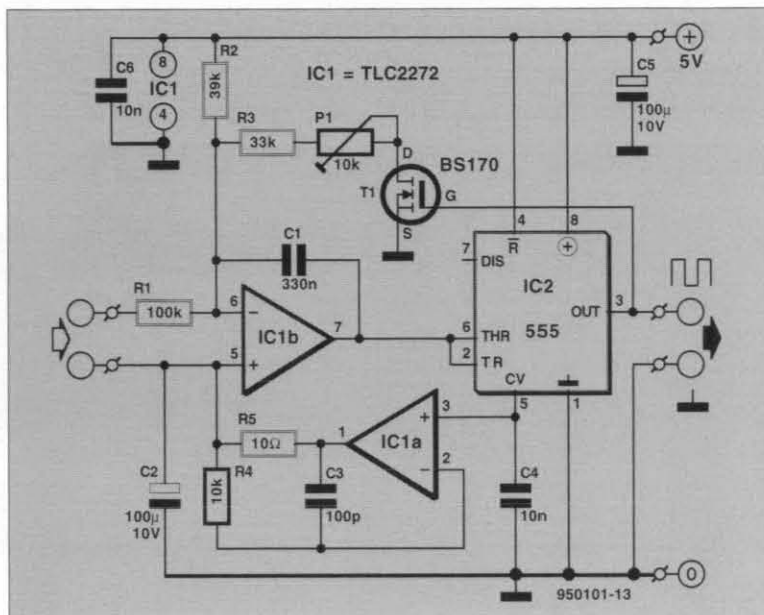 R2
39k
C6
10n
8
IC1
4
IC1 = TLC2272
C5
100µ
10V
+
5V
R3
33k
P1
10k
D
BS170
T1
G
S
4
8
R
+
7
DIS
IC2
OUT
3
555
6
THR
2
TR
CV
5
1
C1
330n
R1
100k
6
−
IC1b
7
5
+
R5
10Ω
1
IC1a
+
3
−
2
R4
10k
C2
100µ
10V
C3
100p
C4
10n
950101-13
0